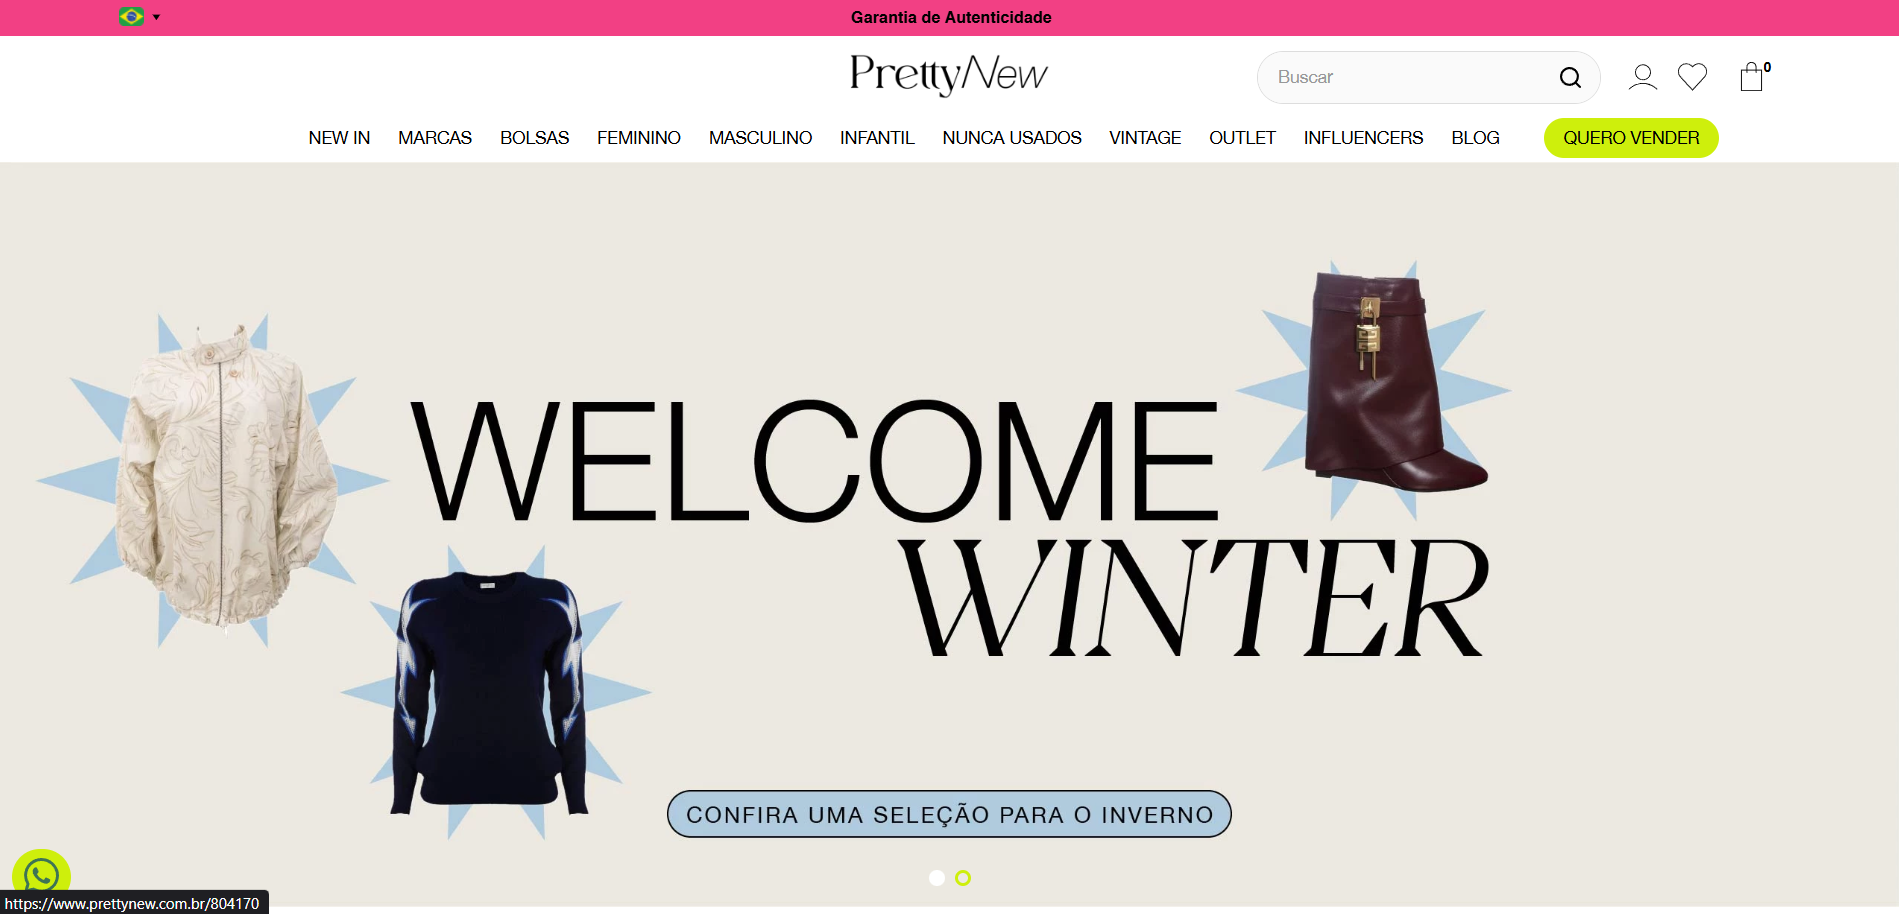 Garantia de Autenticidade
PrettyNew
Buscar
0
NEW IN MARCAS BOLSAS FEMININO MASCULINO INFANTIL NUNCA USADOS VINTAGE OUTLET INFLUENCERS BLOG QUERO VENDER
WELCOME
WINTER
CONFIRA UMA SELEÇÃO PARA O INVERNO
https://www.prettynew.com.br/804170